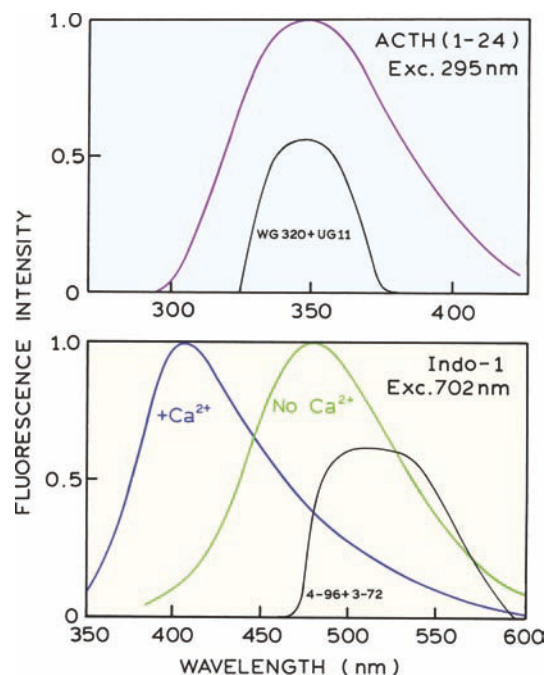 ACTH (1-24)
Exc. 295 nm
1.0
0.5
0
WG 320 + UG 11
300
350
400
FLUORESCENCE INTENSITY
Indo-1
Exc. 702 nm
1.0
0.5
0
+Ca²⁺
No Ca²⁺
4-96 + 3-72
350
400
450
500
550
600
WAVELENGTH (nm)